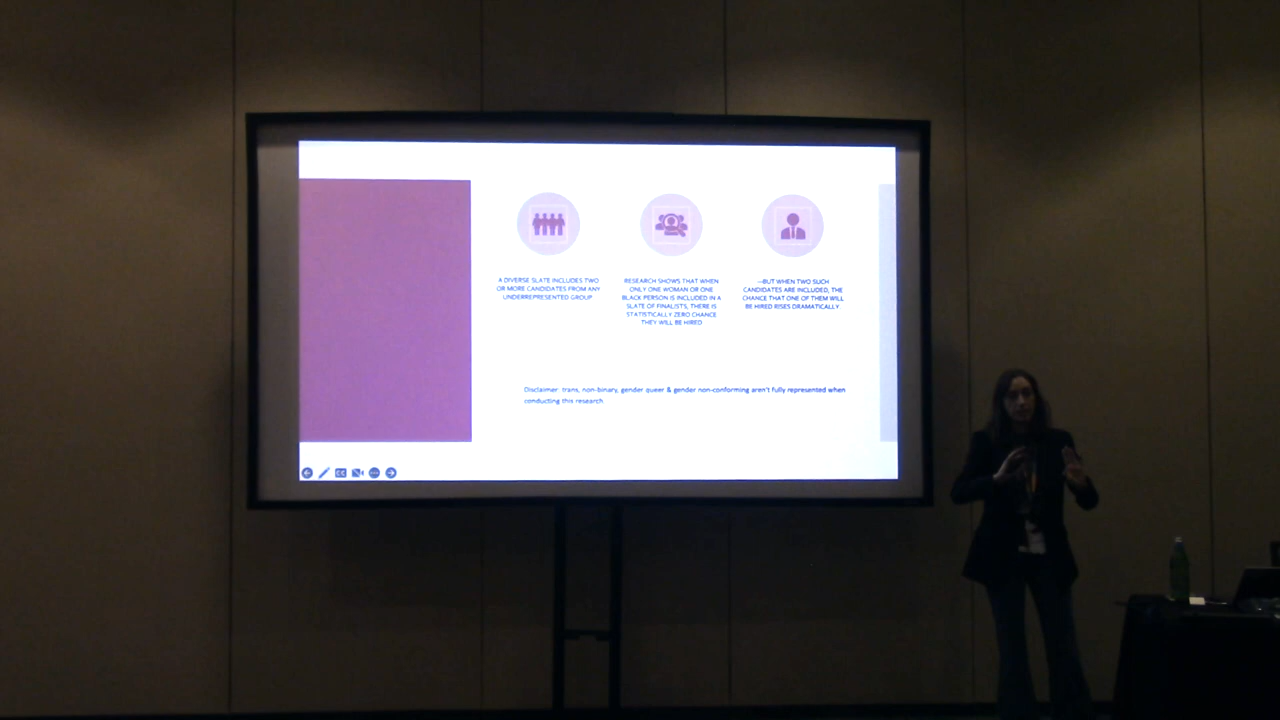 A DIVERSE SLATE INCLUDES TWO
OR MORE CANDIDATES FROM ANY
UNDERREPRESENTED GROUP
RESEARCH SHOWS THAT WHEN
ONLY ONE WOMAN OR ONE
BLACK PERSON IS INCLUDED IN A
SLATE OF FINALISTS, THERE IS
STATISTICALLY ZERO CHANCE
THEY WILL BE HIRED
—BUT WHEN TWO SUCH
CANDIDATES ARE INCLUDED, THE
CHANCE THAT ONE OF THEM WILL
BE HIRED RISES DRAMATICALLY.
Disclaimer: trans, non-binary, gender queer & gender non-conforming aren't fully represented when
conducting this research
CC